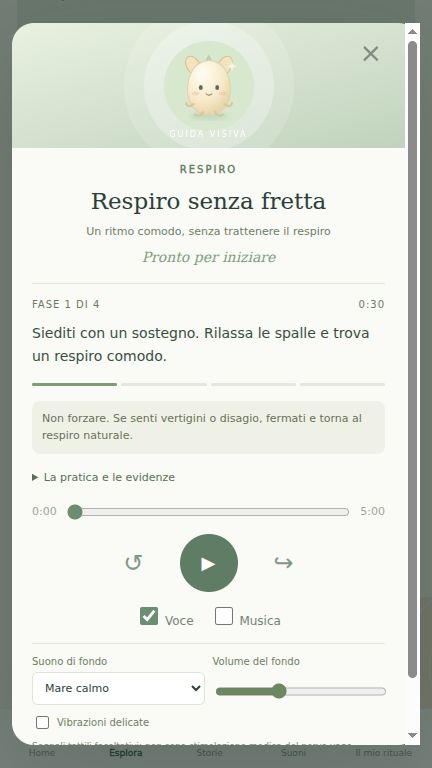 GUIDA VISIVA
RESPIRO
Respiro senza fretta
Un ritmo comodo, senza trattenere il respiro
Pronto per iniziare
FASE 1 DI 4
0:30
Siediti con un sostegno. Rilassa le spalle e trova
un respiro comodo.
Non forzare. Se senti vertigini o disagio, fermati e torna al
respiro naturale.
La pratica e le evidenze
0:00
5:00
Voce
Musica
Suono di fondo
Volume del fondo
Mare calmo
Vibrazioni delicate
Home
Esplora
Storie
Suoni
Il mio rituale